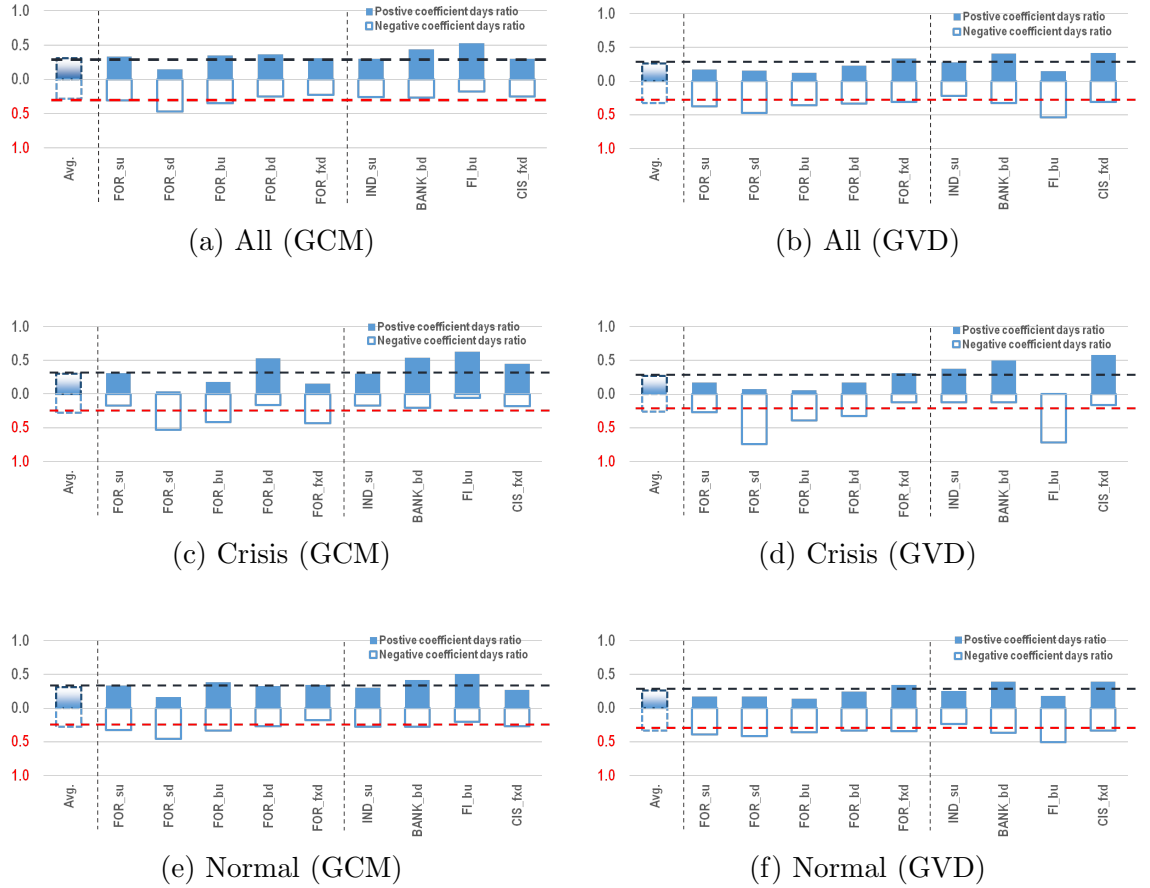 1.0
Postive coefficient days ratio
Negative coefficient days ratio
0.5
0.0
0.5
1.0
Avg.
FOR_su
FOR_sd
FOR_bu
FOR_bd
FOR_fxd
IND_su
BANK_bd
FI_bu
CIS_fxd
(a) All (GCM)
1.0
Postive coefficient days ratio
Negative coefficient days ratio
0.5
0.0
0.5
1.0
Avg.
FOR_su
FOR_sd
FOR_bu
FOR_bd
FOR_fxd
IND_su
BANK_bd
FI_bu
CIS_fxd
(b) All (GVD)
1.0
Postive coefficient days ratio
Negative coefficient days ratio
0.5
0.0
0.5
1.0
Avg.
FOR_su
FOR_sd
FOR_bu
FOR_bd
FOR_fxd
IND_su
BANK_bd
FI_bu
CIS_fxd
(c) Crisis (GCM)
1.0
Postive coefficient days ratio
Negative coefficient days ratio
0.5
0.0
0.5
1.0
Avg.
FOR_su
FOR_sd
FOR_bu
FOR_bd
FOR_fxd
IND_su
BANK_bd
FI_bu
CIS_fxd
(d) Crisis (GVD)
1.0
Postive coefficient days ratio
Negative coefficient days ratio
0.5
0.0
0.5
1.0
Avg.
FOR_su
FOR_sd
FOR_bu
FOR_bd
FOR_fxd
IND_su
BANK_bd
FI_bu
CIS_fxd
(e) Normal (GCM)
1.0
Postive coefficient days ratio
Negative coefficient days ratio
0.5
0.0
0.5
1.0
Avg.
FOR_su
FOR_sd
FOR_bu
FOR_bd
FOR_fxd
IND_su
BANK_bd
FI_bu
CIS_fxd
(f) Normal (GVD)